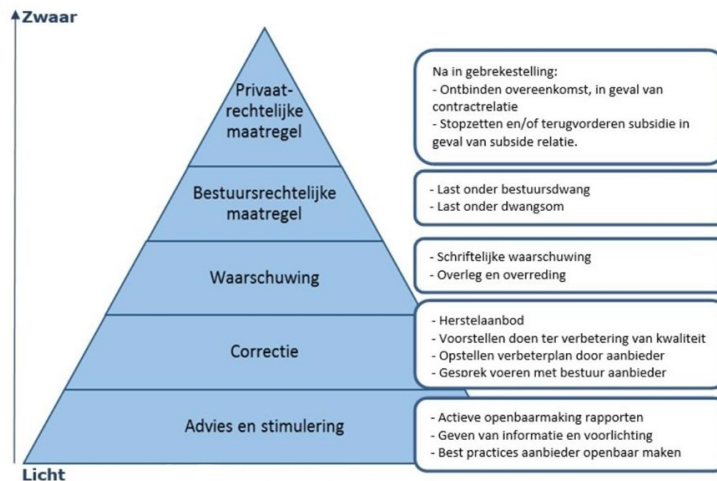 Zwaar
Privaat-
rechtelijke
maatregel
Na in gebrekestelling:
- Ontbinden overeenkomst, in geval van
contractrelatie
- Stopzetten en/of terugvorderen subsidie in
geval van subside relatie.
Bestuursrechtelijke
maatregel
- Last onder bestuursdwang
- Last onder dwangsom
Waarschuwing
- Schriftelijke waarschuwing
- Overleg en overreding
Correctie
- Herstelaanbod
- Voorstellen doen ter verbetering van kwaliteit
- Opstellen verbeterplan door aanbieder
- Gesprek voeren met bestuur aanbieder
Advies en stimulering
- Actieve openbaarmaking rapporten
- Geven van informatie en voorlichting
- Best practices aanbieder openbaar maken
Licht